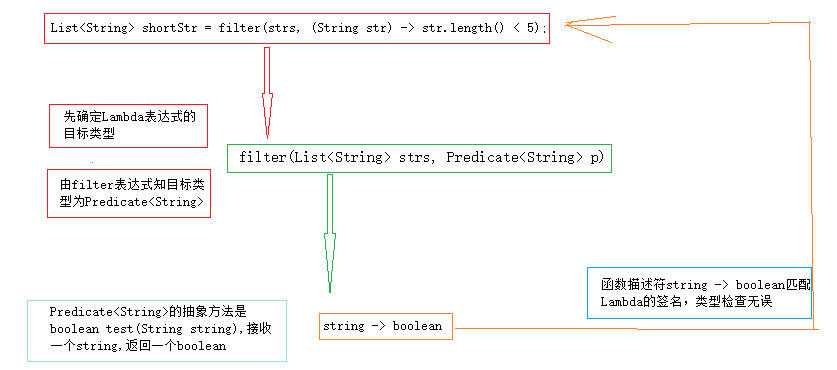 List<String> shortStr = filter(strs, (String str) -> str.length() < 5);
先确定Lambda表达式的
目标类型
filter(List<String> strs, Predicate<String> p)
由filter表达式知目标类
型为Predicate<String>
函数描述符string -> boolean匹配
Lambda的签名，类型检查无误
Predicate<String>的抽象方法是
boolean test(String string),接收
一个string,返回一个boolean
string -> boolean